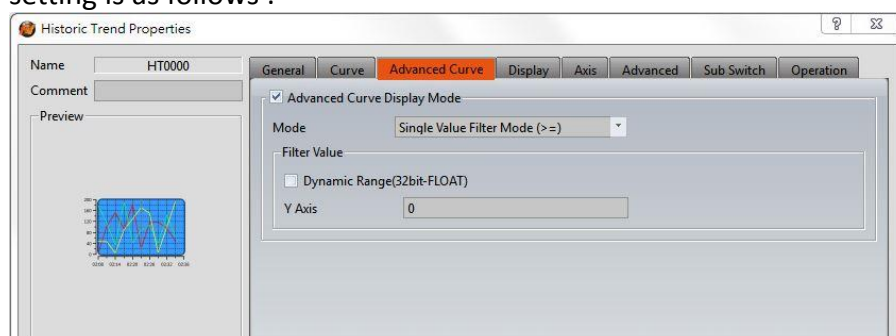 setting is as follows :
Historic Trend Properties
Name HT0000
Comment
Preview
General Curve Advanced Curve Display Axis Advanced Sub Switch Operation
Advanced Curve Display Mode
Mode Single Value Filter Mode (>=)
Filter Value
Dynamic Range(32bit-FLOAT)
Y Axis 0